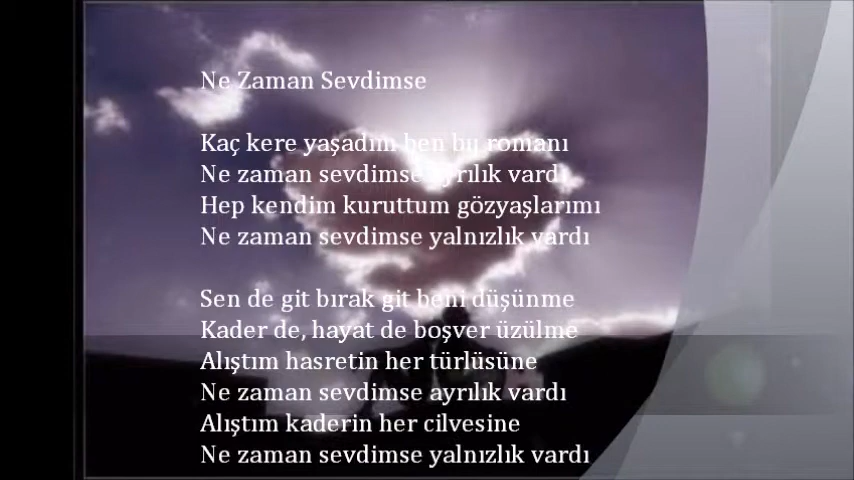 Ne Zaman Sevdimse
Kaç kere yaşadım ben bu romanı
Ne zaman sevdimse ayrılık vardı
Hep kendim kuruttum gözyaşlarımı
Ne zaman sevdimse yalnızlık vardı
Sen de git bırak git beni düşünme
Kader de, hayat de boşver üzülme
Alıştım hasretin her türlüsüne
Ne zaman sevdimse ayrılık vardı
Alıştım kaderin her cilvesine
Ne zaman sevdimse yalnızlık vardı